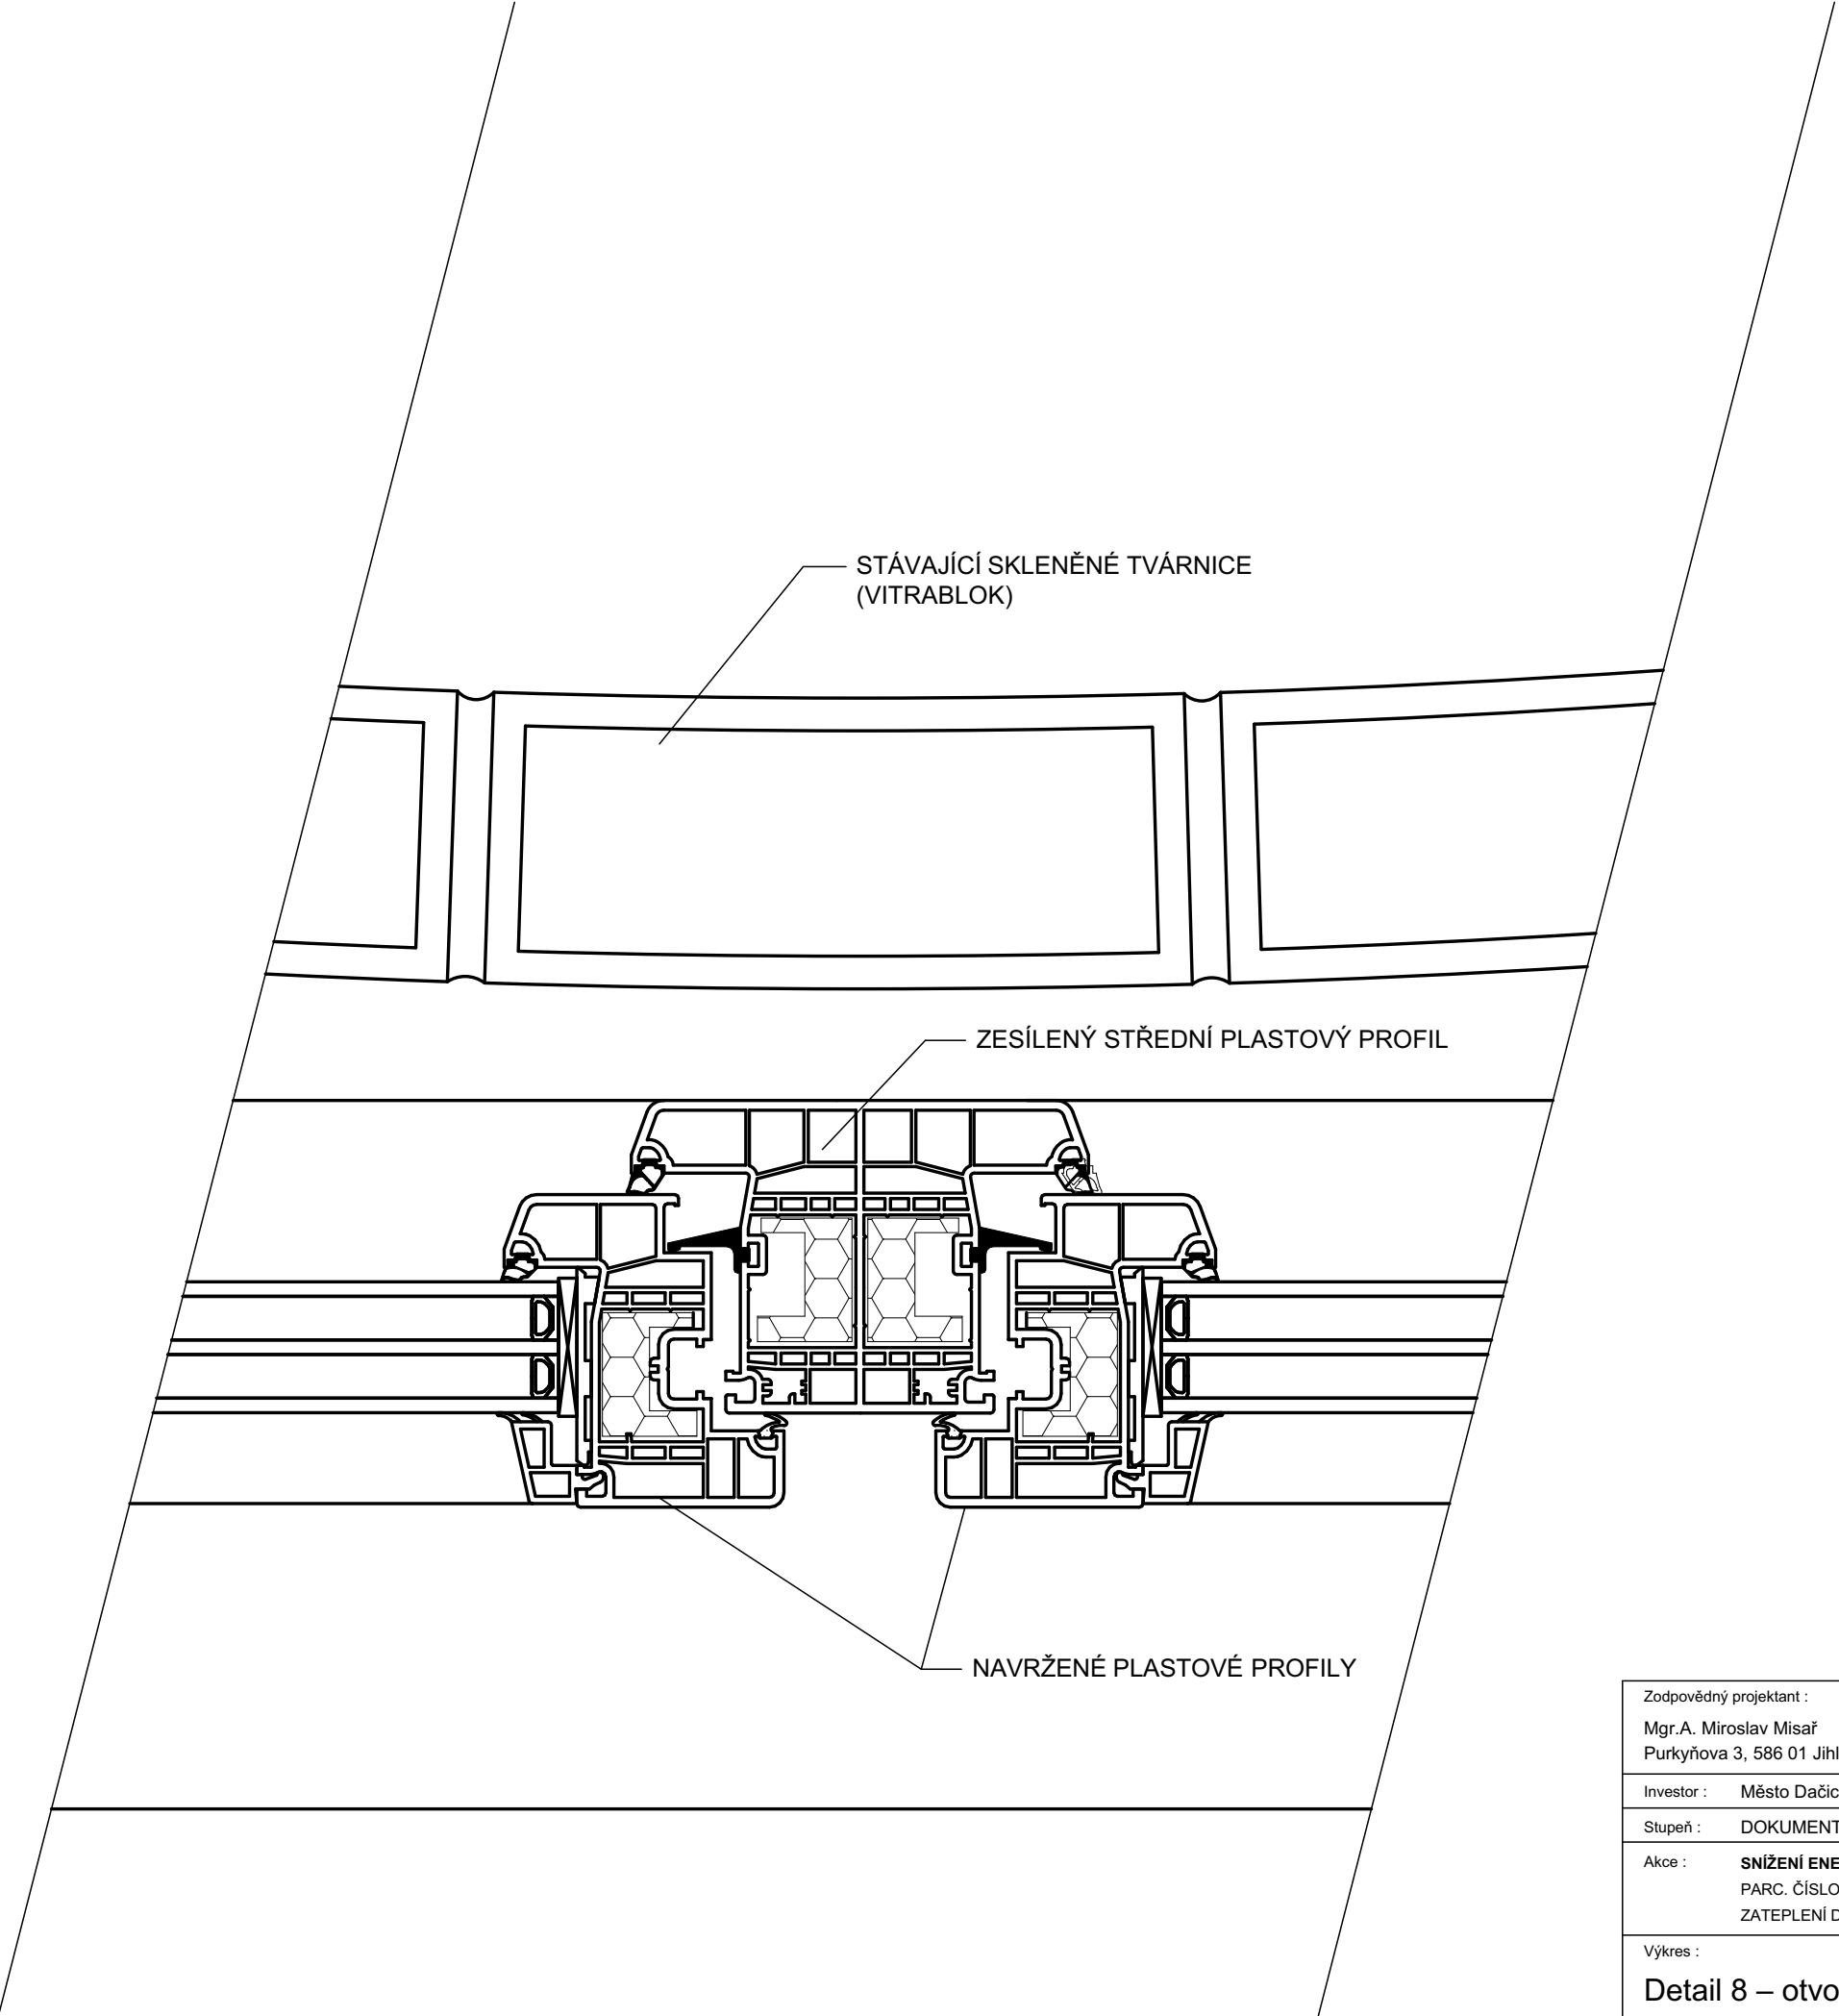 STÁVAJÍCÍ SKLENĚNÉ TVÁRNICE
(VITRABLOK)
ZESÍLENÝ STŘEDNÍ PLASTOVÝ PROFIL
NAVRŽENÉ PLASTOVÉ PROFILY
Zodpovědný projektant :
Mgr.A. Miroslav Misař
Purkyňova 3, 586 01 Jihl
Investor : Město Dačic
Stupeň : DOKUMENT
Akce : SNÍŽENÍ ENE
PARC. ČÍSLO
ZATEPLENÍ D
Výkres :
Detail 8 – otvo